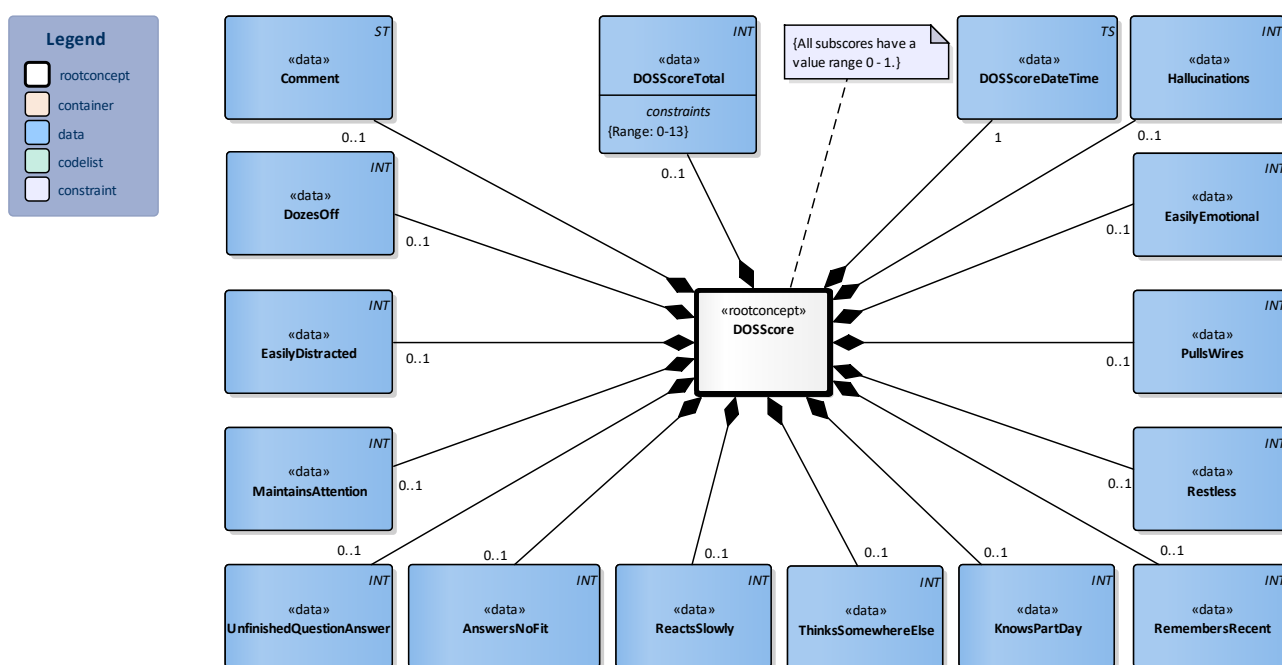 Legend
rootconcept
container
data
codelist
constraint
ST
«data»
Comment
0..1
INT
«data»
DOSScoreTotal
constraints
{Range: 0-13}
0..1
{All subscores have a
value range 0 - 1.}
TS
«data»
DOSScoreDateTime
1
INT
«data»
Hallucinations
0..1
INT
«data»
DozesOff
0..1
INT
«data»
EasilyEmotional
0..1
«rootconcept»
DOSScore
INT
«data»
EasilyDistracted
0..1
INT
«data»
PullsWires
0..1
INT
«data»
MaintainsAttention
0..1
INT
«data»
Restless
0..1
0..1
INT
«data»
UnfinishedQuestionAnswer
0..1
INT
«data»
AnswersNoFit
0..1
INT
«data»
ReactsSlowly
0..1
INT
«data»
ThinksSomewhereElse
0..1
INT
«data»
KnowsPartDay
0..1
INT
«data»
RemembersRecent